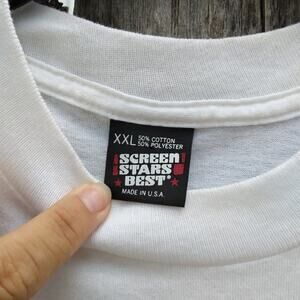 XXL 50% COTTON
50% POLYESTER
SCREEN
STARS
BEST®
MADE IN U.S.A.